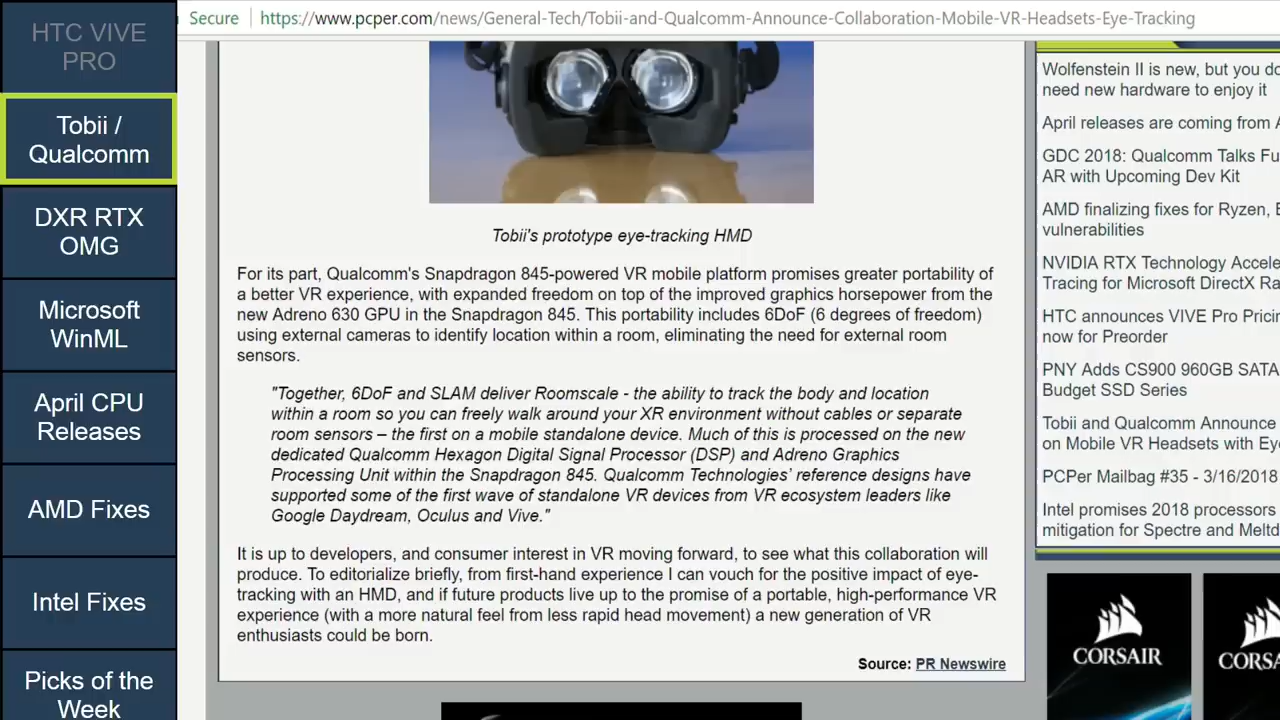 HTC VIVE
PRO
Tobii /
Qualcomm
DXR RTX
OMG
Microsoft
WinML
April CPU
Releases
AMD Fixes
Intel Fixes
Picks of the
Week
Secure
https://www.pcper.com/news/General-Tech/Tobii-and-Qualcomm-Announce-Collaboration-Mobile-VR-Headsets-Eye-Tracking
Tobii's prototype eye-tracking HMD
For its part, Qualcomm's Snapdragon 845-powered VR mobile platform promises greater portability of
a better VR experience, with expanded freedom on top of the improved graphics horsepower from the
new Adreno 630 GPU in the Snapdragon 845. This portability includes 6DoF (6 degrees of freedom)
using external cameras to identify location within a room, eliminating the need for external room
sensors.
"Together, 6DoF and SLAM deliver Roomscale - the ability to track the body and location
within a room so you can freely walk around your XR environment without cables or separate
room sensors – the first on a mobile standalone device. Much of this is processed on the new
dedicated Qualcomm Hexagon Digital Signal Processor (DSP) and Adreno Graphics
Processing Unit within the Snapdragon 845. Qualcomm Technologies' reference designs have
supported some of the first wave of standalone VR devices from VR ecosystem leaders like
Google Daydream, Oculus and Vive."
It is up to developers, and consumer interest in VR moving forward, to see what this collaboration will
produce. To editorialize briefly, from first-hand experience I can vouch for the positive impact of eye-
tracking with an HMD, and if future products live up to the promise of a portable, high-performance VR
experience (with a more natural feel from less rapid head movement) a new generation of VR
enthusiasts could be born.
Source: PR Newswire
Wolfenstein II is new, but you do
need new hardware to enjoy it
April releases are coming from A
GDC 2018: Qualcomm Talks Fu
AR with Upcoming Dev Kit
AMD finalizing fixes for Ryzen, E
vulnerabilities
NVIDIA RTX Technology Accele
Tracing for Microsoft DirectX Ra
HTC announces VIVE Pro Pricin
now for Preorder
PNY Adds CS900 960GB SATA
Budget SSD Series
Tobii and Qualcomm Announce
on Mobile VR Headsets with Eye
PCPer Mailbag #35 - 3/16/2018
Intel promises 2018 processors
mitigation for Spectre and Meltd
CORSAIR
CORSA